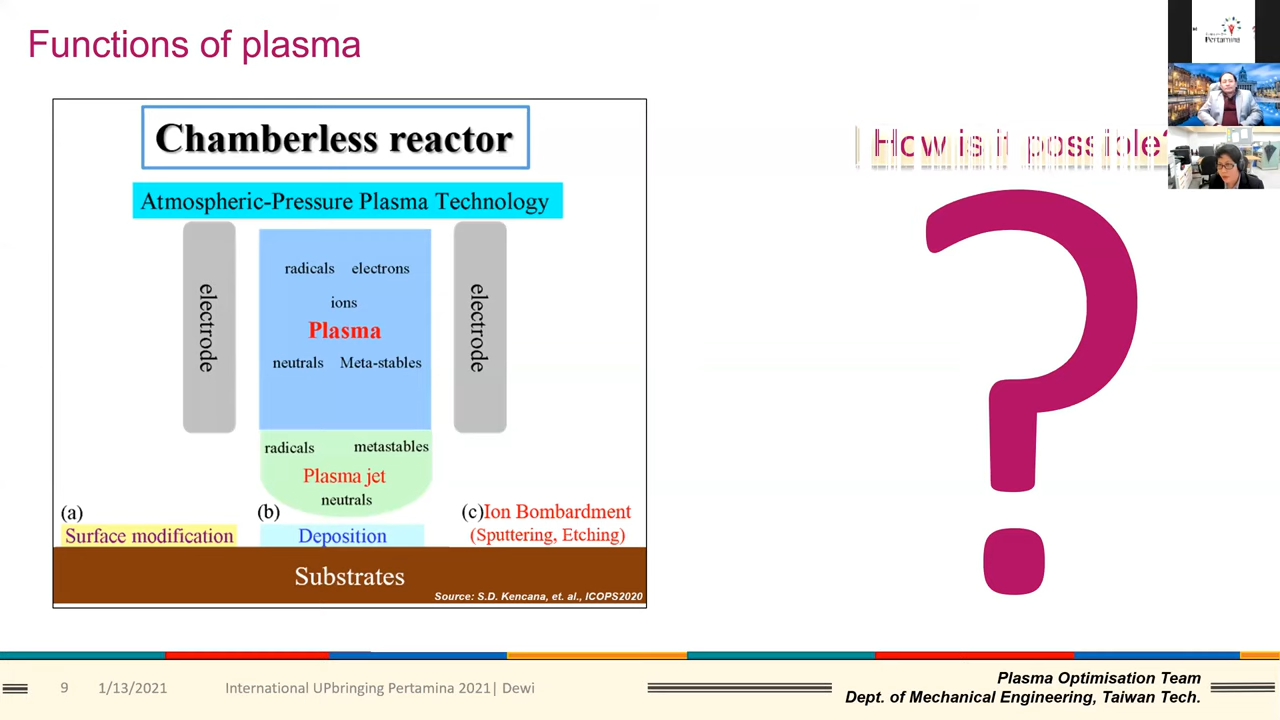 Functions of plasma
Chamberless reactor
Atmospheric-Pressure Plasma Technology
electrode
radicals electrons
ions
Plasma
neutrals Meta-stables
electrode
radicals metastables
Plasma jet
neutrals
(a)
Surface modification
(b)
Deposition
(c)Ion Bombardment
(Sputtering, Etching)
Substrates
Source: S.D. Kencana, et. al., ICOPS2020
How is it possible?
Pertamina
9 1/13/2021 International UPbringing Pertamina 2021| Dewi
Plasma Optimisation Team
Dept. of Mechanical Engineering, Taiwan Tech.
?